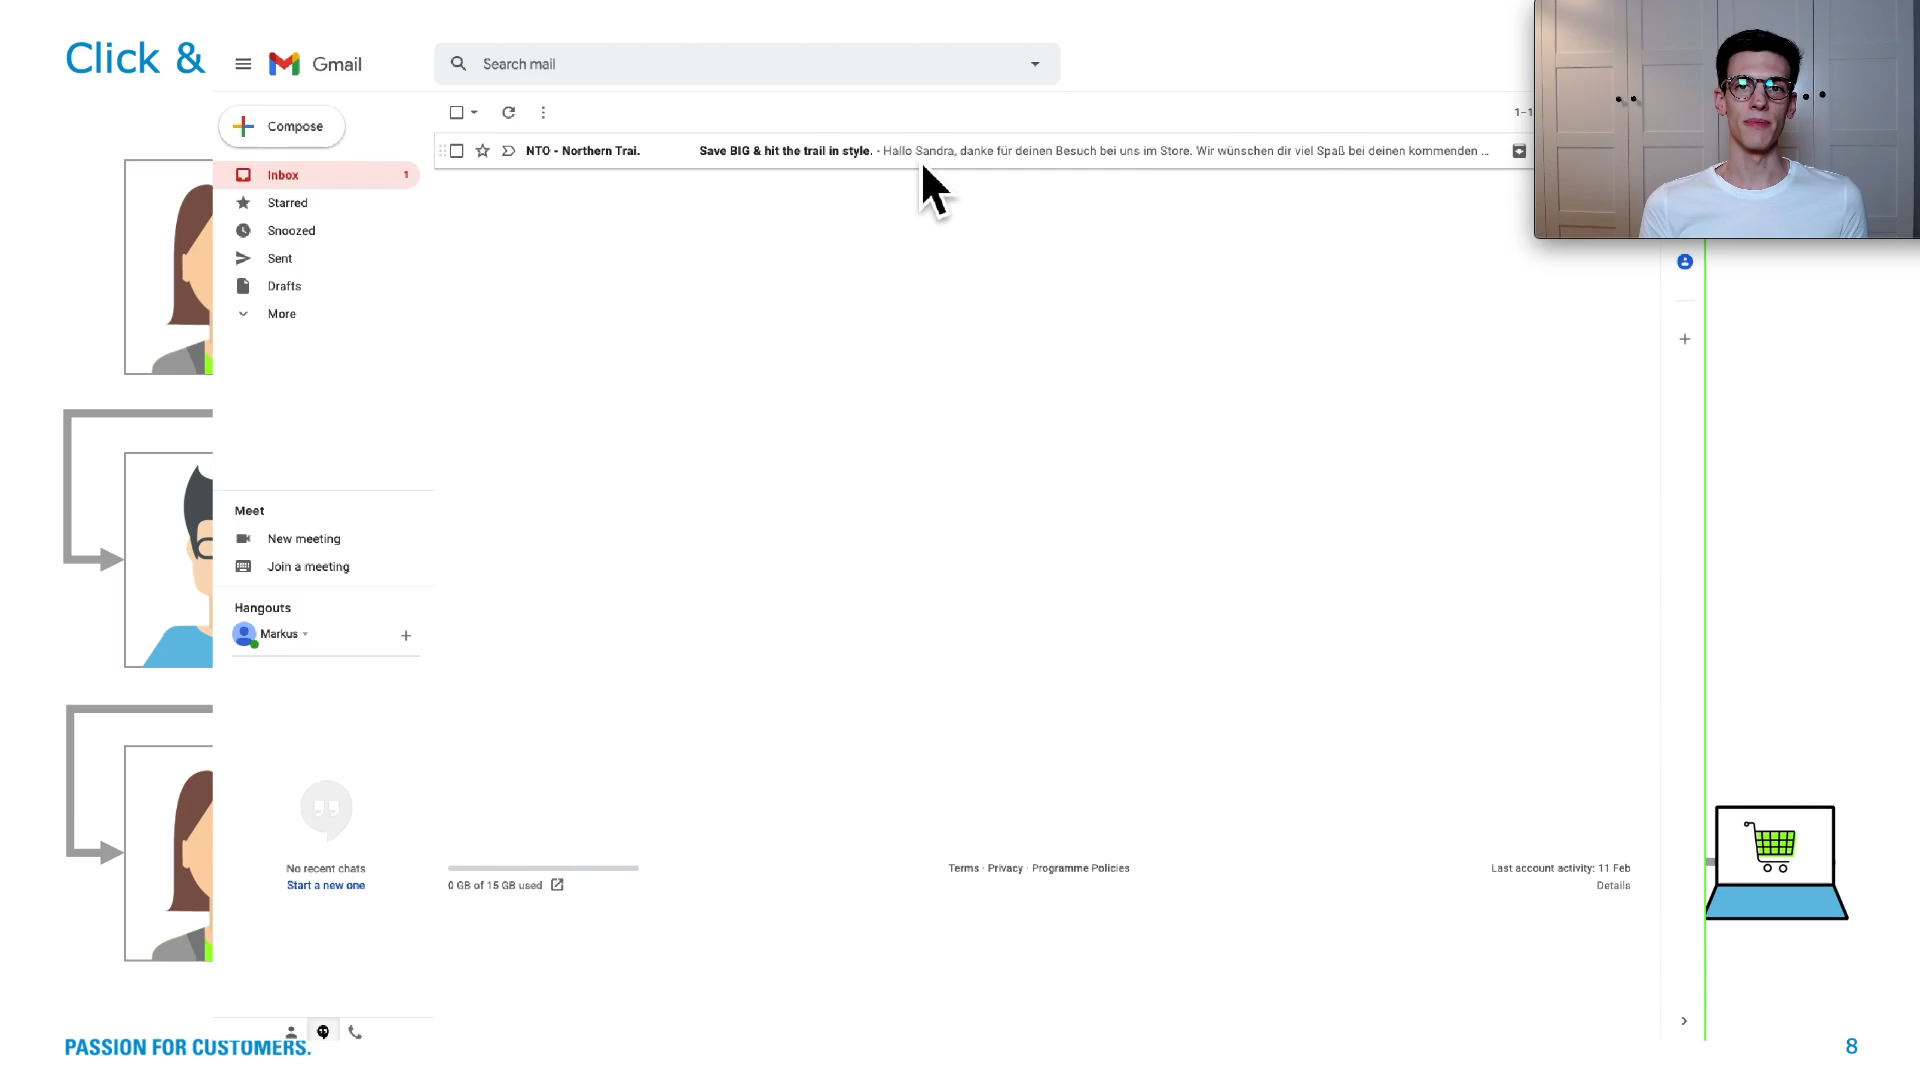 Click &
Gmail
Search mail
Compose
1–1
NTO - Northern Trai.
Save BIG & hit the trail in style. - Hallo Sandra, danke für deinen Besuch bei uns im Store. Wir wünschen dir viel Spaß bei deinen kommenden ...
Inbox 1
Starred
Snoozed
Sent
Drafts
More
Meet
New meeting
Join a meeting
Hangouts
Markus
No recent chats
Start a new one
0 GB of 15 GB used
Terms · Privacy · Programme Policies
Last account activity: 11 Feb
Details
PASSION FOR CUSTOMERS.
8